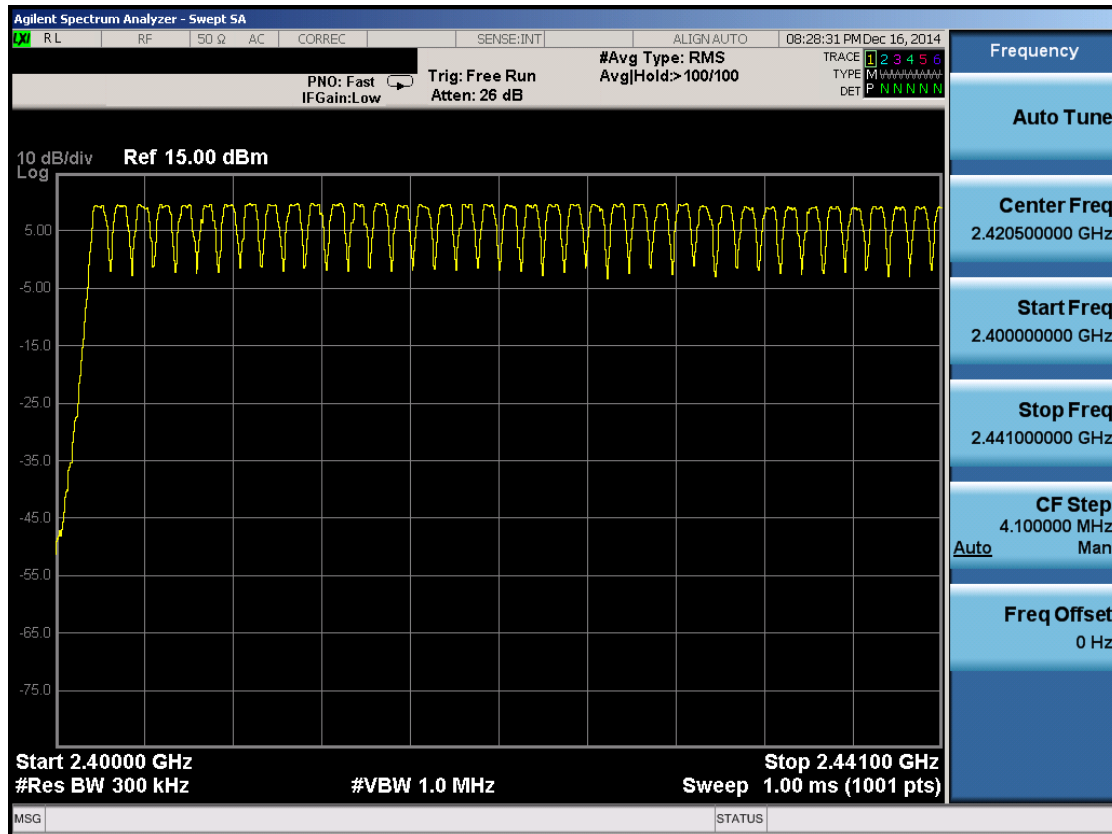 Agilent Spectrum Analyzer - Swept SA
LXI RL RF 50 Ω AC CORREC SENSE:INT ALIGN AUTO 08:28:31 PM Dec 16, 2014
PNO: Fast
IFGain:Low
Trig: Free Run
Atten: 26 dB
#Avg Type: RMS
Avg|Hold:>100/100
TRACE 1 2 3 4 5 6
TYPE MWWWWW
DET P N N N N N
10 dB/div Ref 15.00 dBm
Log
5.00
-5.00
-15.0
-25.0
-35.0
-45.0
-55.0
-65.0
-75.0
Start 2.40000 GHz Stop 2.44100 GHz
#Res BW 300 kHz #VBW 1.0 MHz Sweep 1.00 ms (1001 pts)
MSG STATUS
Frequency
Auto Tune
Center Freq
2.420500000 GHz
Start Freq
2.400000000 GHz
Stop Freq
2.441000000 GHz
CF Step
4.100000 MHz
Auto Man
Freq Offset
0 Hz